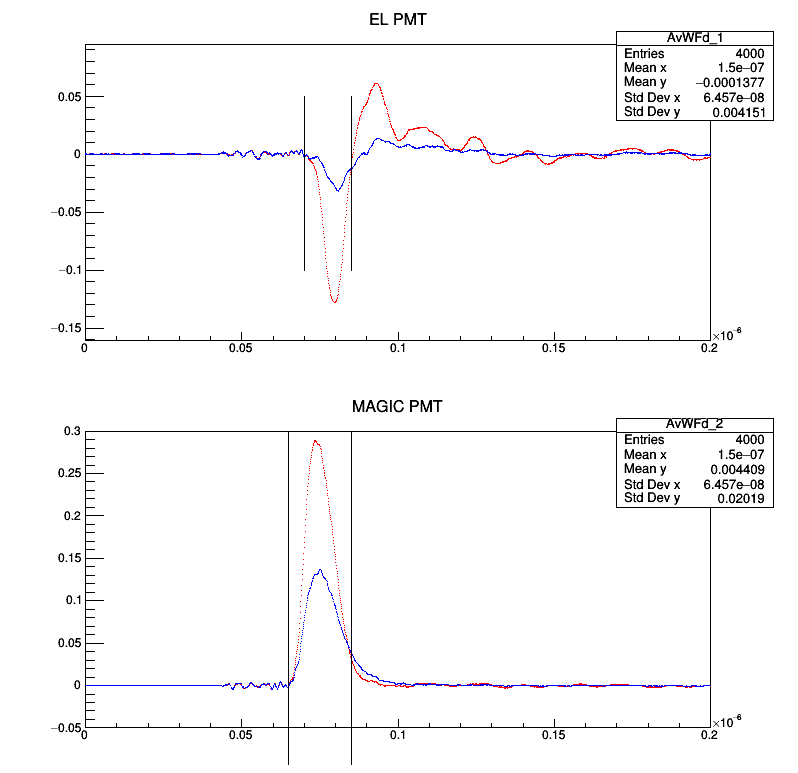 EL PMT
AvWFd_1
Entries 4000
Mean x 1.5e−07
Mean y −0.0001377
Std Dev x 6.457e−08
Std Dev y 0.004151
0.05
0
−0.05
−0.1
−0.15
0 0.05 0.1 0.15 0.2
×10⁻⁶
MAGIC PMT
AvWFd_2
Entries 4000
Mean x 1.5e−07
Mean y 0.004409
Std Dev x 6.457e−08
Std Dev y 0.02019
0.3
0.25
0.2
0.15
0.1
0.05
0
−0.05
0 0.05 0.1 0.15 0.2
×10⁻⁶